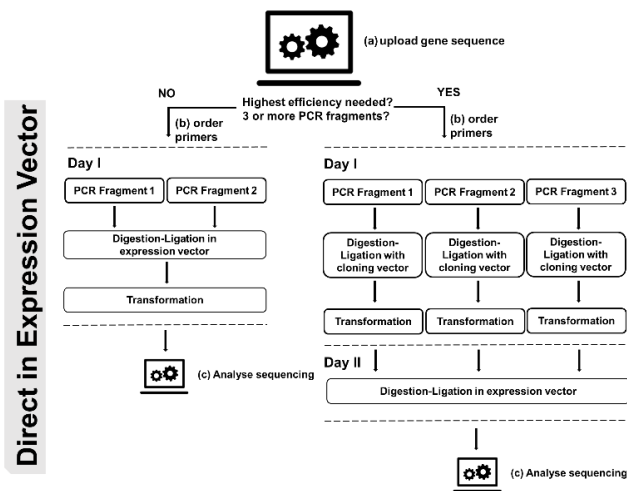 (a) upload gene sequence
NO
Highest efficiency needed?
3 or more PCR fragments?
YES
(b) order
primers
(b) order
primers
Direct in Expression Vector
Day I
PCR Fragment 1
PCR Fragment 2
Digestion-Ligation in
expression vector
Transformation
(c) Analyse sequencing
Day I
PCR Fragment 1
PCR Fragment 2
PCR Fragment 3
Digestion-
Ligation with
cloning vector
Digestion-
Ligation with
cloning vector
Digestion-
Ligation with
cloning vector
Transformation
Transformation
Transformation
Day II
Digestion-Ligation in expression vector
(c) Analyse sequencing